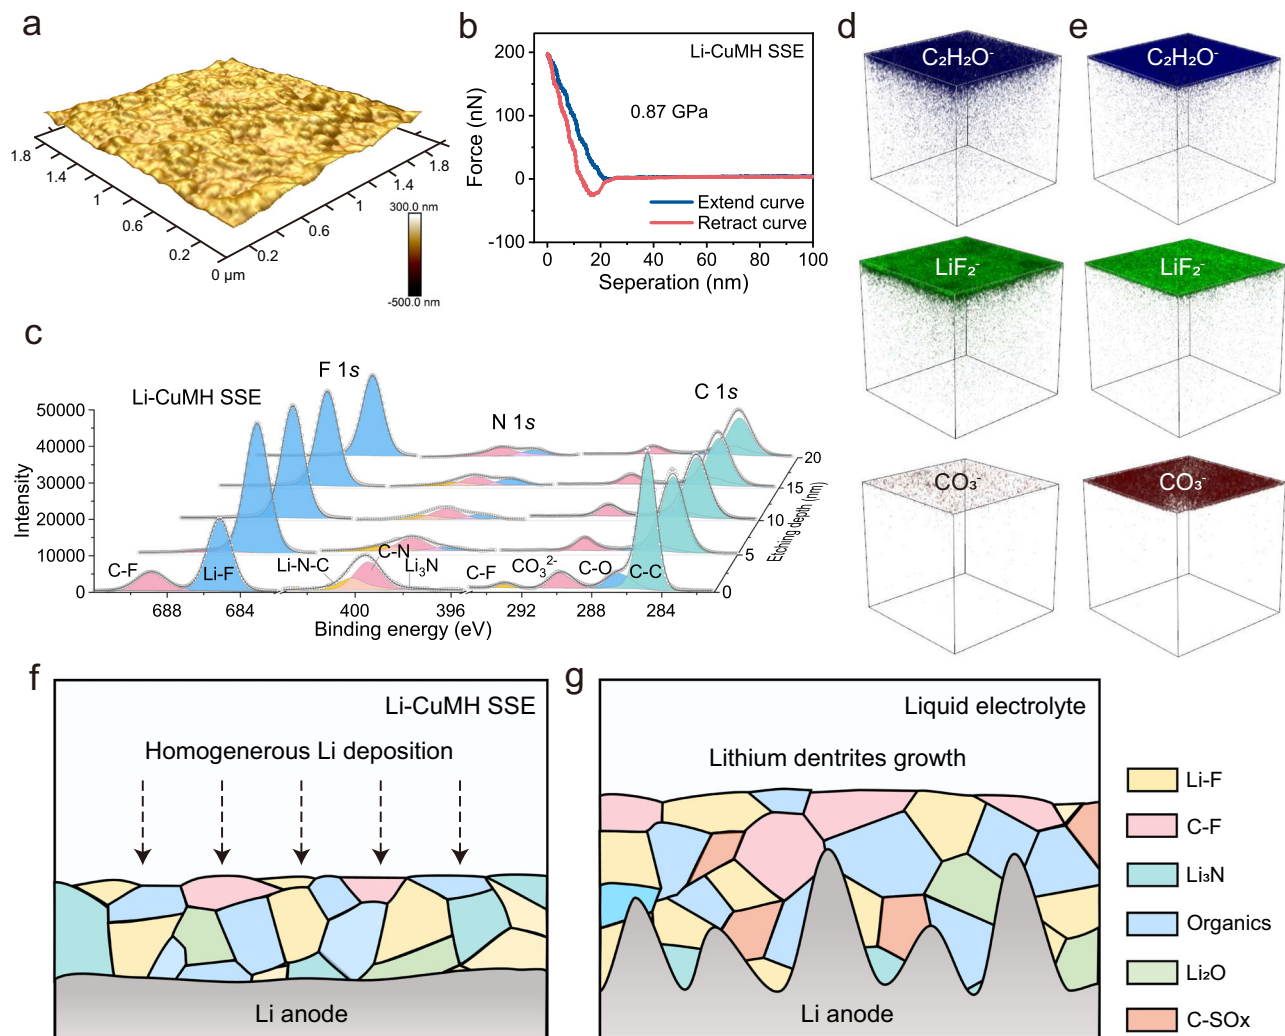 a
1.8
1.4
1
0.6
0.2
0 µm
0.2
0.6
1
1.4
1.8
300.0 nm
-500.0 nm
b
Li-CuMH SSE
0.87 GPa
Force (nN)
200
100
0
-100
Extend curve
Retract curve
0 20 40 60 80 100
Seperation (nm)
c
Li-CuMH SSE
F 1s
N 1s
C 1s
Intensity
50000
40000
30000
20000
10000
0
C-F
Li-F
Li-N-C
C-N
Li₃N
C-F
CO₃²⁻
C-O
C-C
20
15
10
5
0
Etching depth (nm)
688 684 400 396 292 288 284
Binding energy (eV)
d
C₂H₂O⁻
LiF₂⁻
CO₃⁻
e
C₂H₂O⁻
LiF₂⁻
CO₃⁻
f
Li-CuMH SSE
Homogenerous Li deposition
Li anode
g
Liquid electrolyte
Lithium dentrites growth
Li anode
Li-F
C-F
Li₃N
Organics
Li₂O
C-SOx